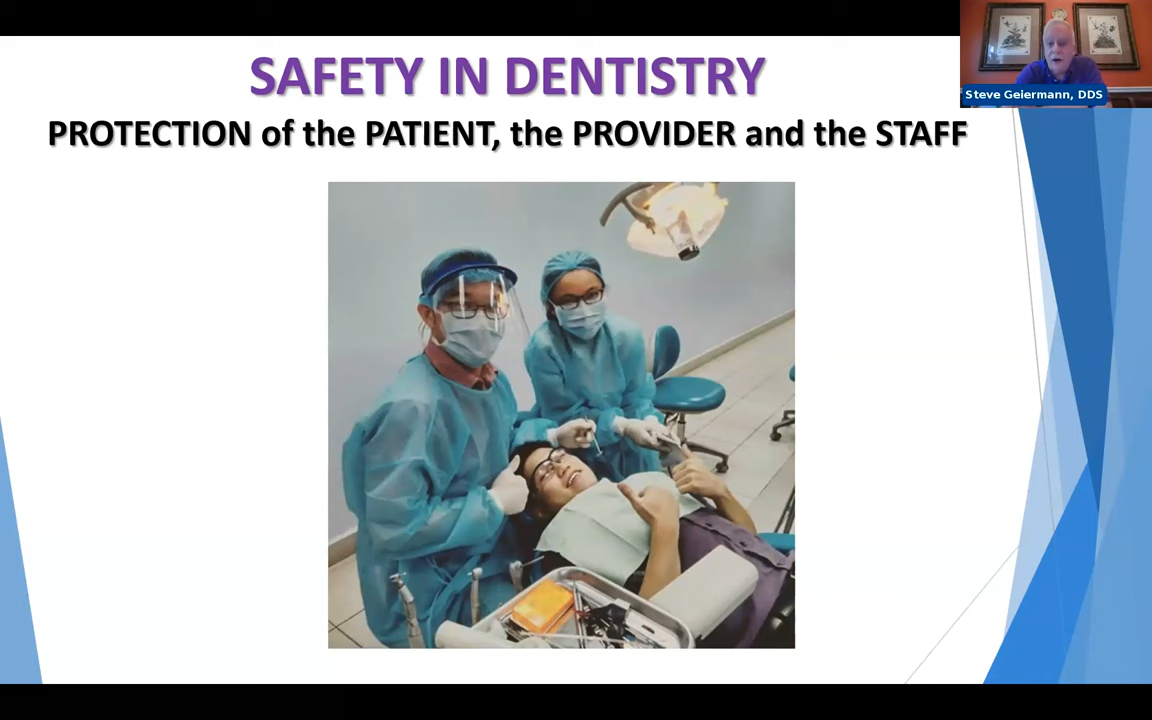 SAFETY IN DENTISTRY
PROTECTION of the PATIENT, the PROVIDER and the STAFF
Steve Geiermann, DDS